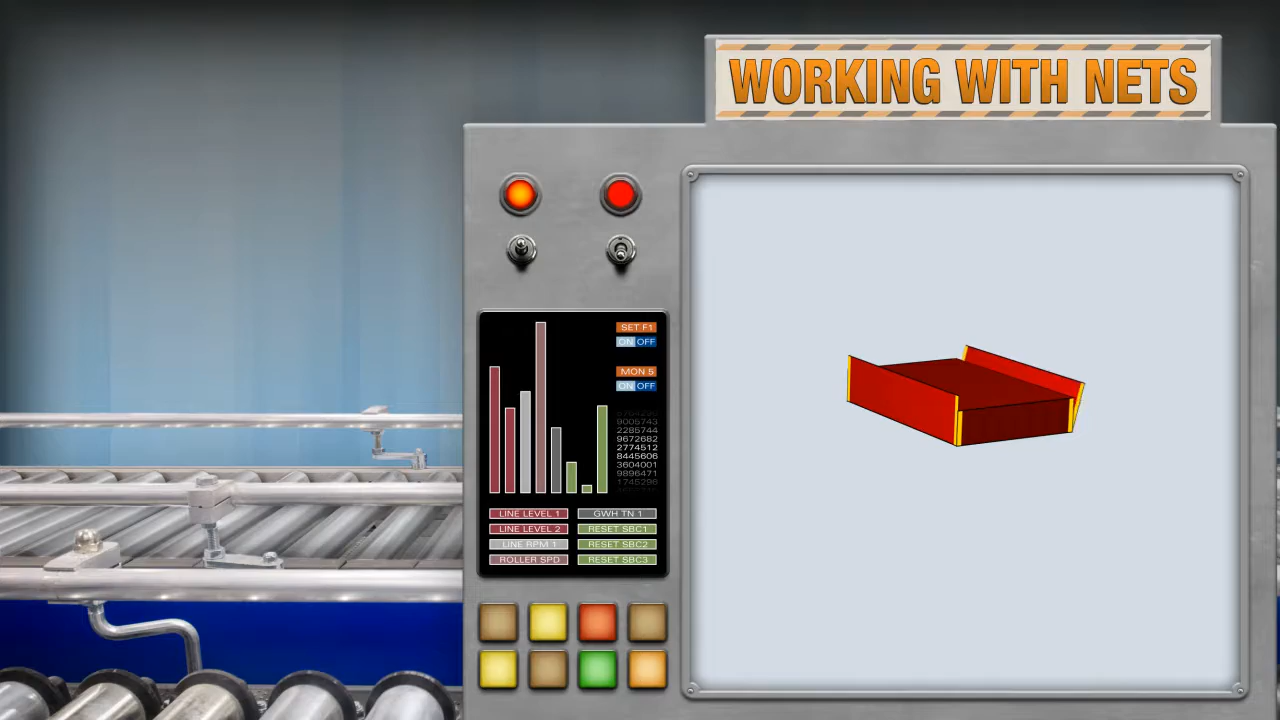 WORKING WITH NETS
SET F1
ON OFF
MON 5
ON OFF
9005743
2285744
9672682
2774512
8445606
3604001
9896471
1745296
LINE LEVEL 1
GWH TN 1
LINE LEVEL 2
RESET SBC1
LINE RPM 1
RESET SBC2
ROLLER SPD
RESET SBC3